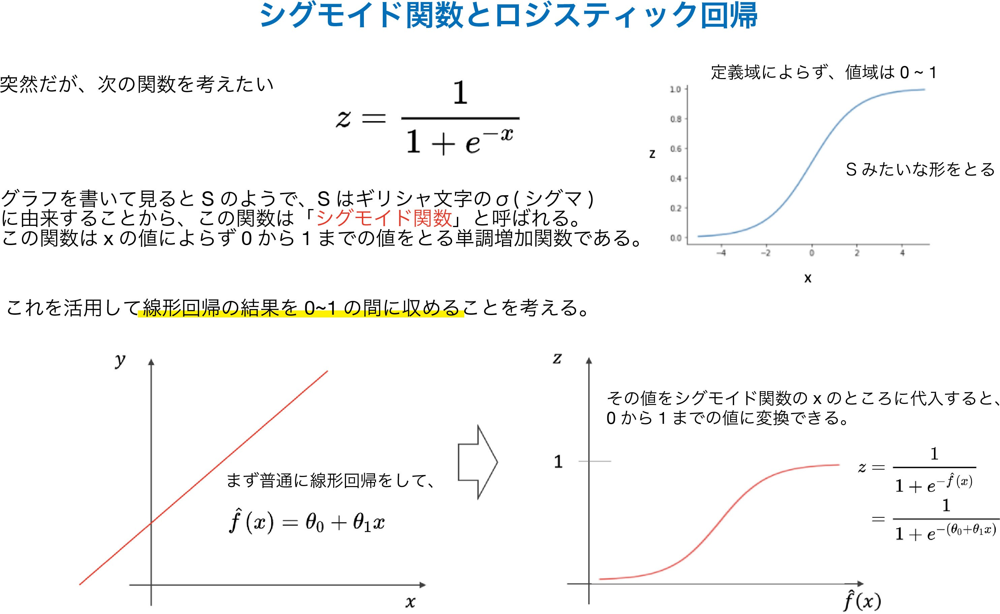 シグモイド関数とロジスティック回帰
突然だが、次の関数を考えたい
z = 1 / (1 + e^{-x})
定義域によらず、値域は 0 ~ 1
1.0
0.8
0.6
0.4
0.2
0.0
z
S みたいな形をとる
-4 -2 0 2 4
x
グラフを書いて見ると S のようで、S はギリシャ文字の σ ( シグマ )
に由来することから、この関数は「シグモイド関数」と呼ばれる。
この関数は x の値によらず 0 から 1 までの値をとる単調増加関数である。
これを活用して線形回帰の結果を 0~1 の間に収めることを考える。
y
まず普通に線形回帰をして、
f̂(x) = θ₀ + θ₁x
x
z
その値をシグモイド関数の x のところに代入すると、
0 から 1 までの値に変換できる。
1
z = 1 / (1 + e^{-f̂(x)})
= 1 / (1 + e^{-(θ₀+θ₁x)})
f̂(x)